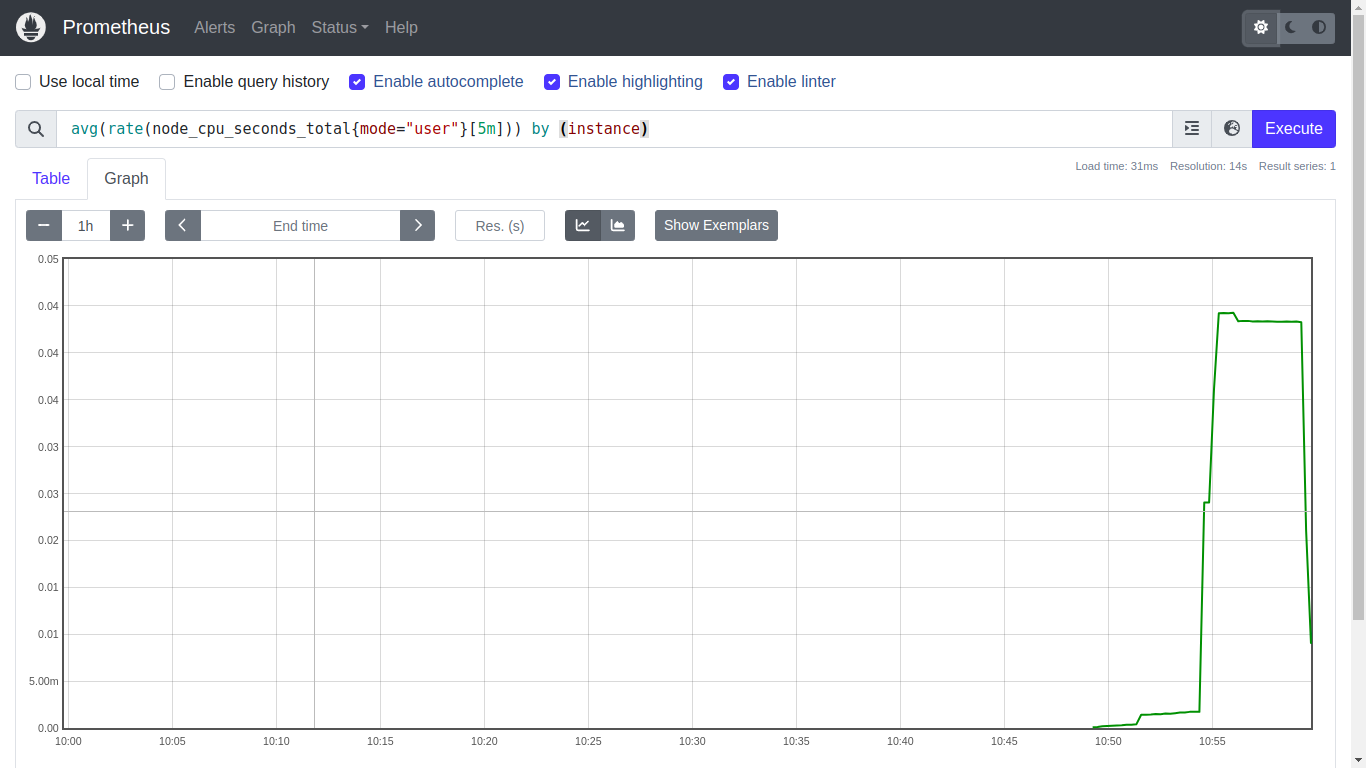 Prometheus Alerts Graph Status Help
Use local time Enable query history Enable autocomplete Enable highlighting Enable linter
avg(rate(node_cpu_seconds_total{mode="user"}[5m])) by (instance) Execute
Table Graph Load time: 31ms Resolution: 14s Result series: 1
1h End time Res. (s) Show Exemplars
0.05
0.04
0.04
0.04
0.03
0.03
0.02
0.01
0.01
5.00m
0.00
10:00 10:05 10:10 10:15 10:20 10:25 10:30 10:35 10:40 10:45 10:50 10:55